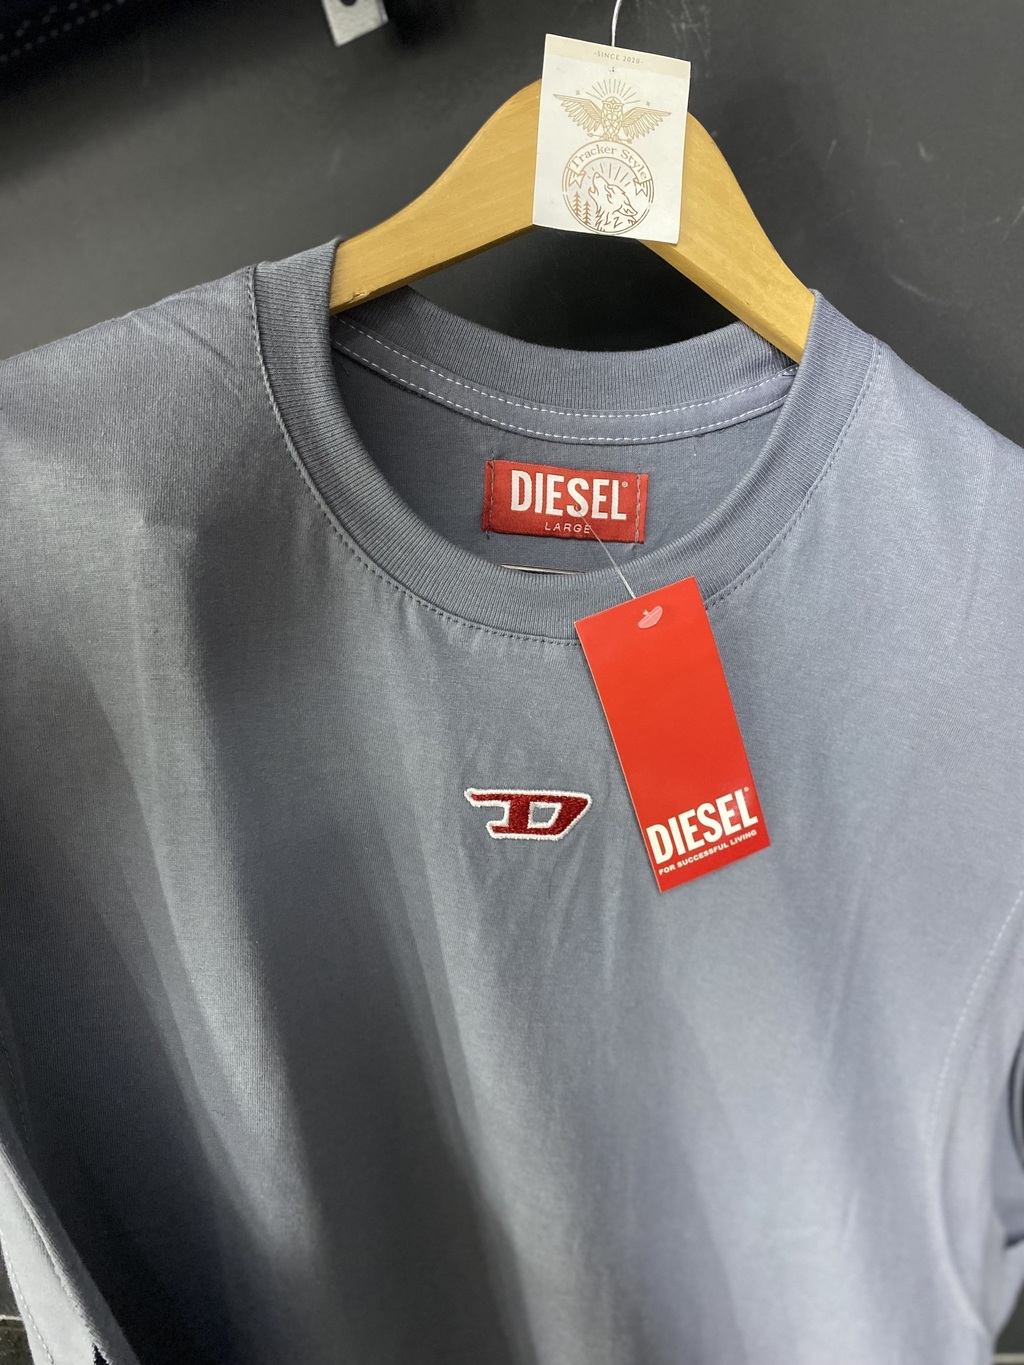 -SINCE 2020-
Tracker Style
DIESEL®
LARGE
D
DIESEL®
FOR SUCCESSFUL LIVING